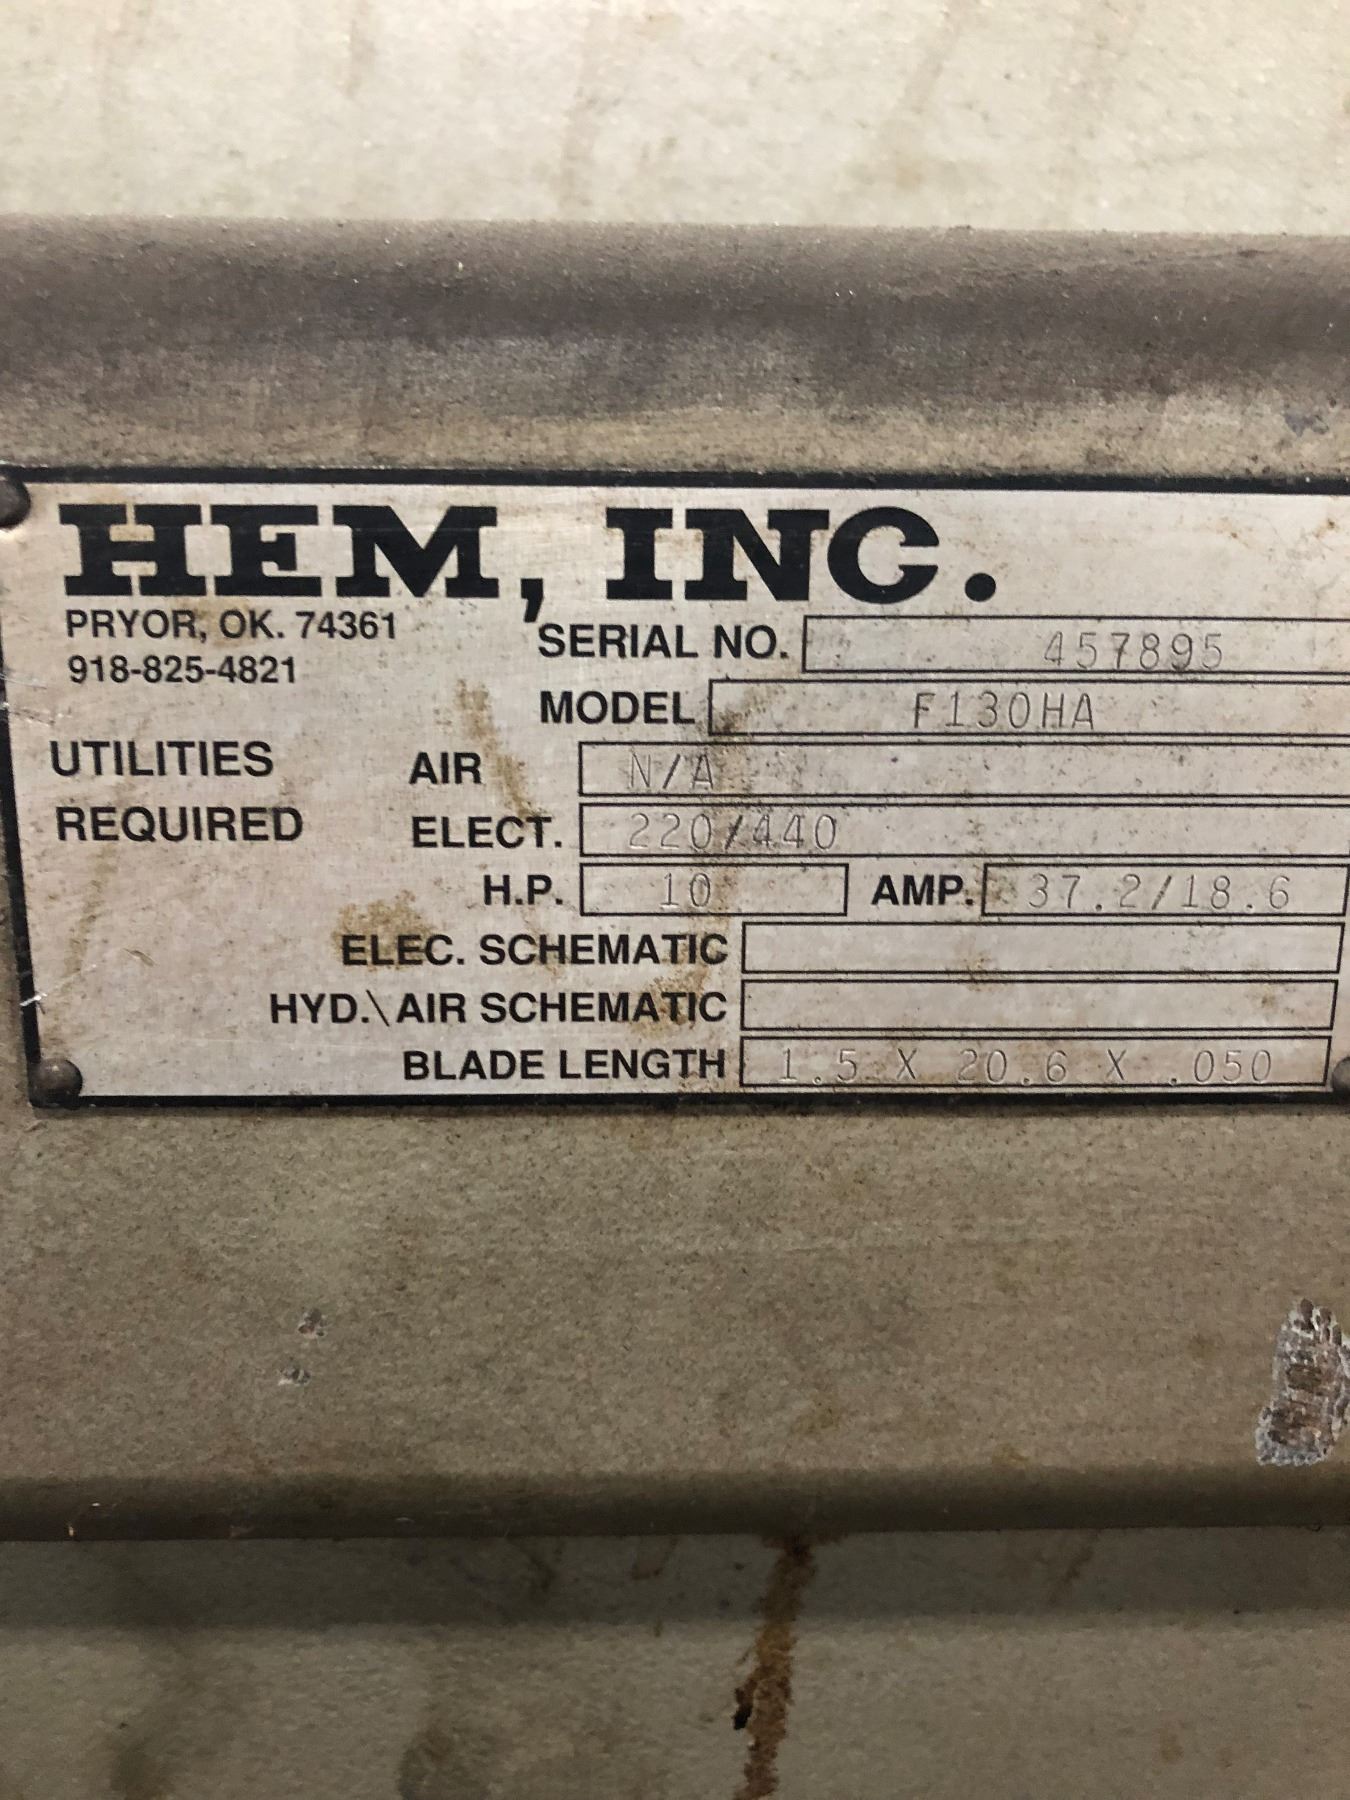 HEM, INC.
PRYOR, OK. 74361
918-825-4821
SERIAL NO. 457895
MODEL F130HA
UTILITIES REQUIRED
AIR N/A
ELECT. 220/440
H.P. 10 AMP. 37.2/18.6
ELEC. SCHEMATIC
HYD.\AIR SCHEMATIC
BLADE LENGTH 1.5 X 20.6 X .050